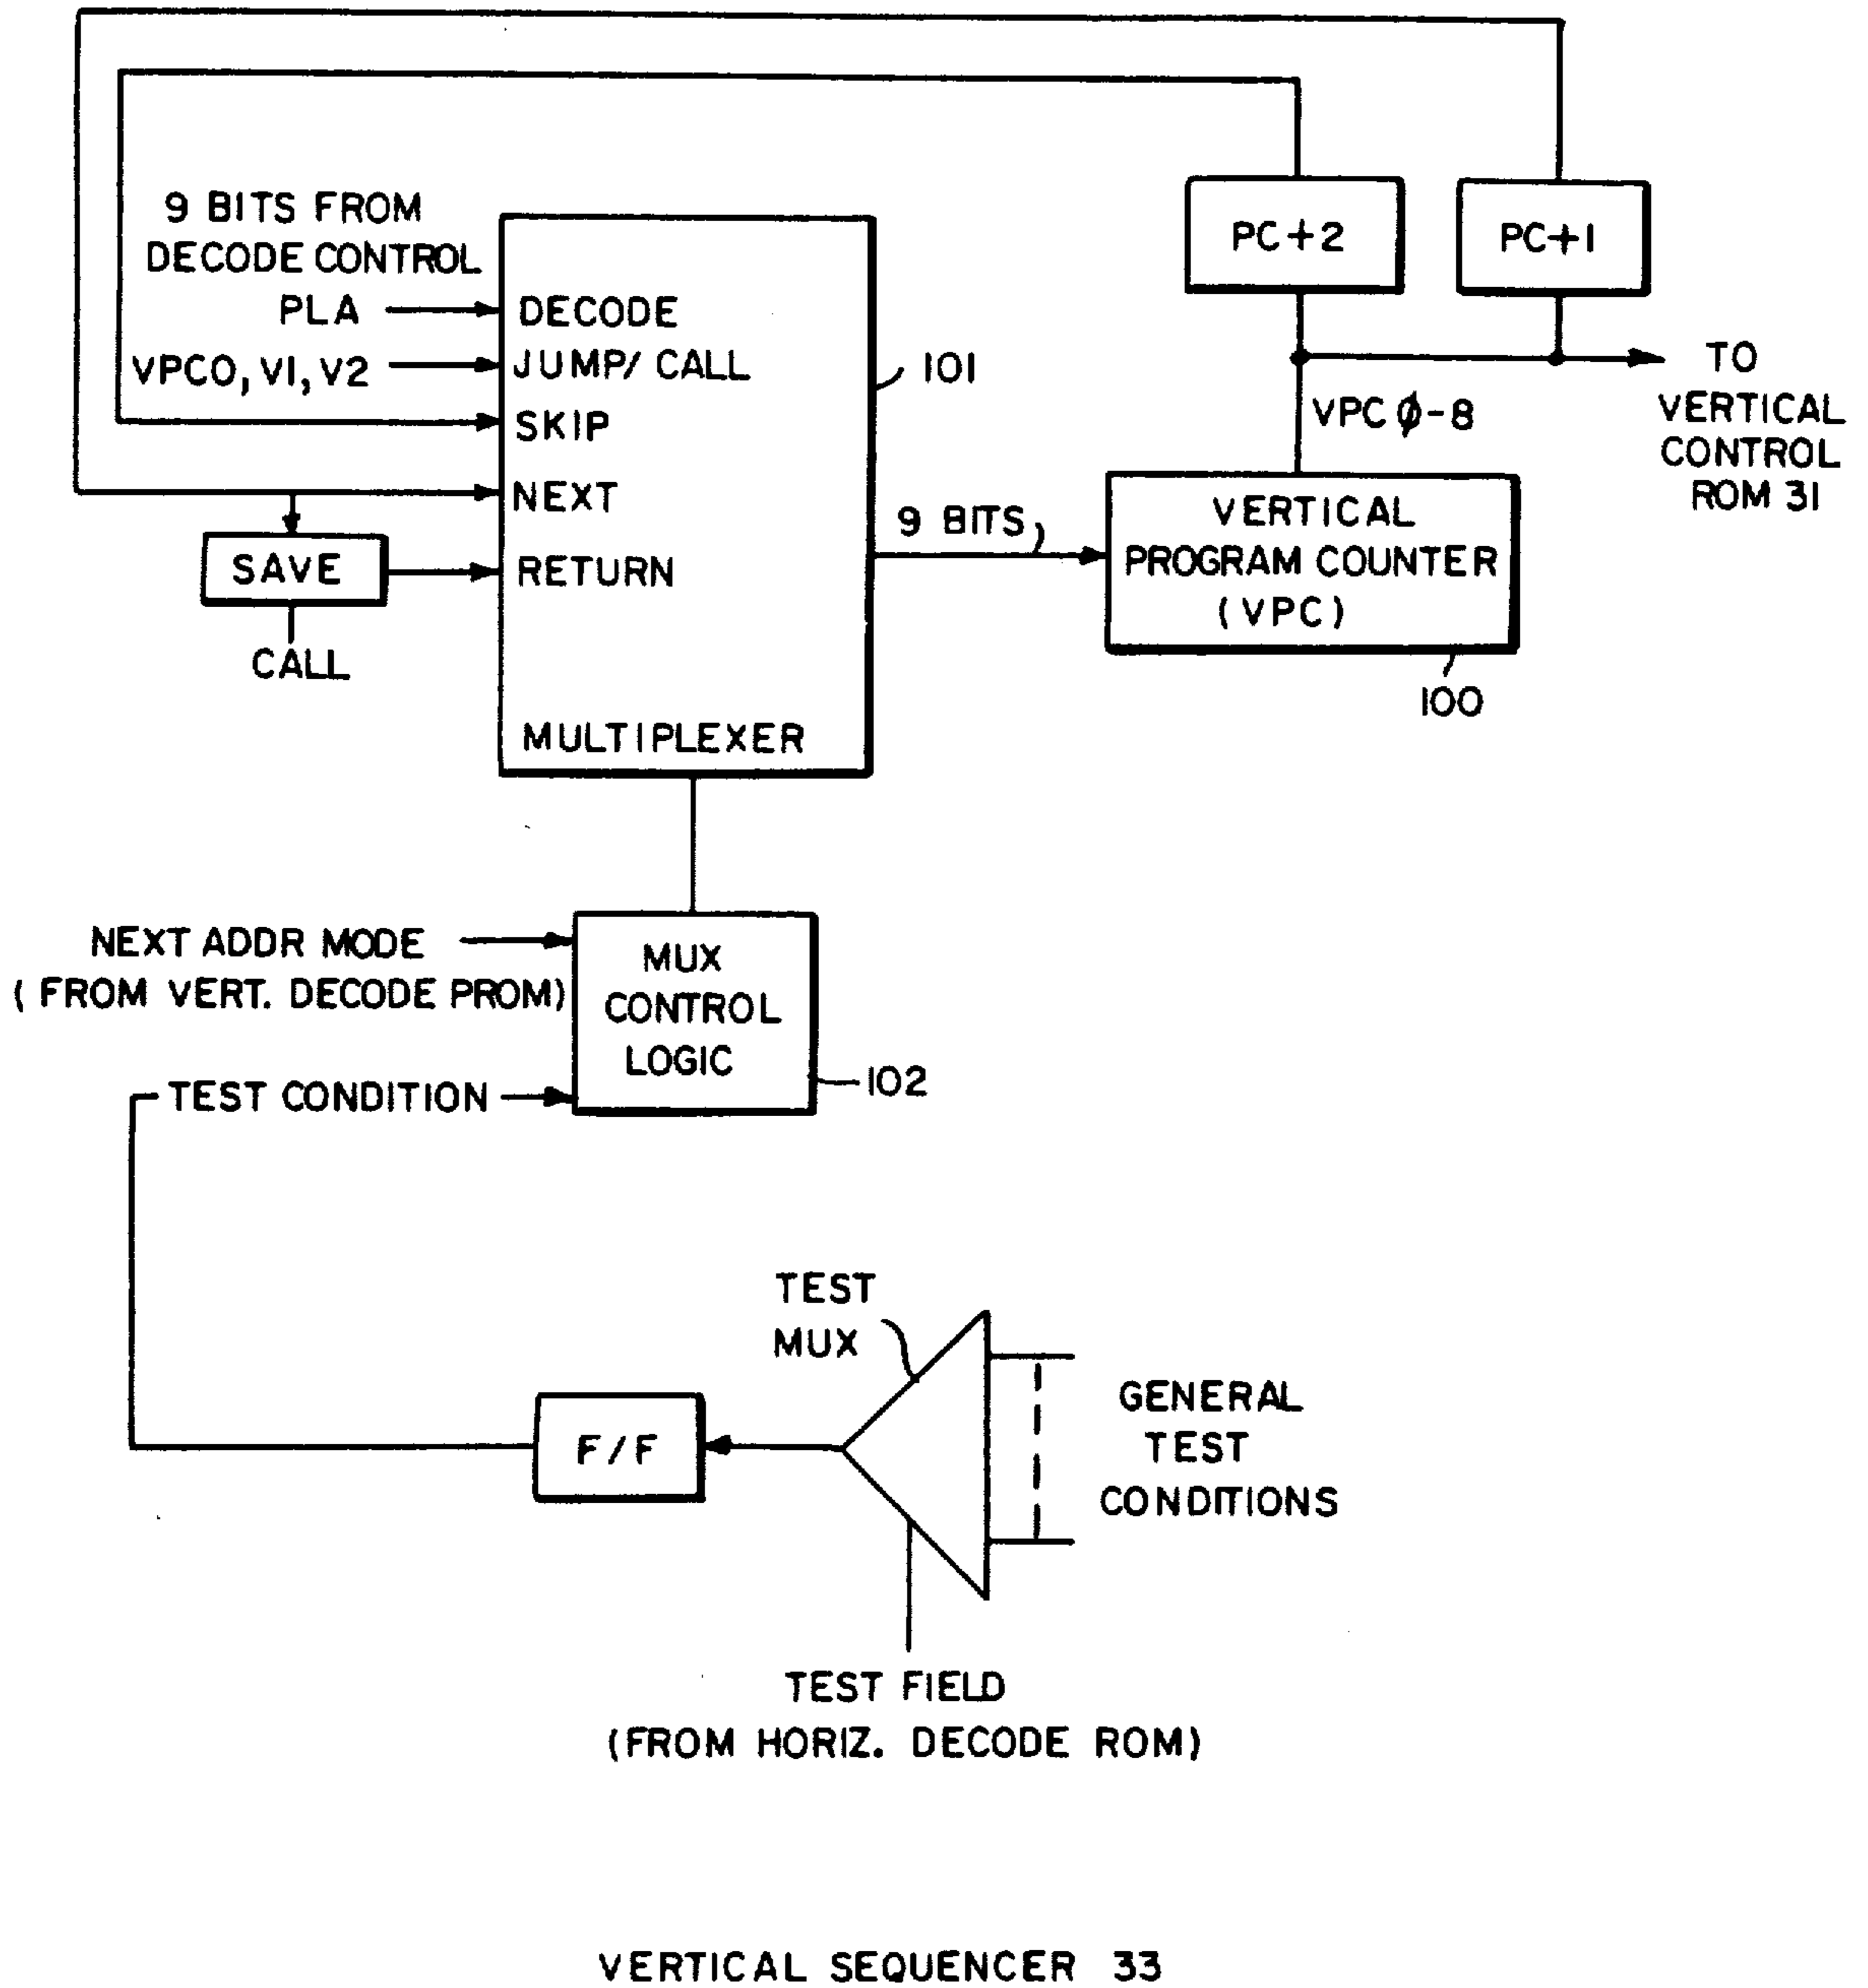 9 BITS FROM
DECODE CONTROL
PLA
VPCO, V1, V2
DECODE
JUMP/ CALL
SKIP
NEXT
RETURN
MULTIPLEXER
101
SAVE
CALL
PC+2
PC+1
VPC ϕ-8
TO
VERTICAL
CONTROL
ROM 31
9 BITS
VERTICAL
PROGRAM COUNTER
(VPC)
100
NEXT ADDR MODE
( FROM VERT. DECODE PROM)
MUX
CONTROL
LOGIC
102
TEST CONDITION
TEST
MUX
F/F
GENERAL
TEST
CONDITIONS
TEST FIELD
(FROM HORIZ. DECODE ROM)
VERTICAL SEQUENCER 33